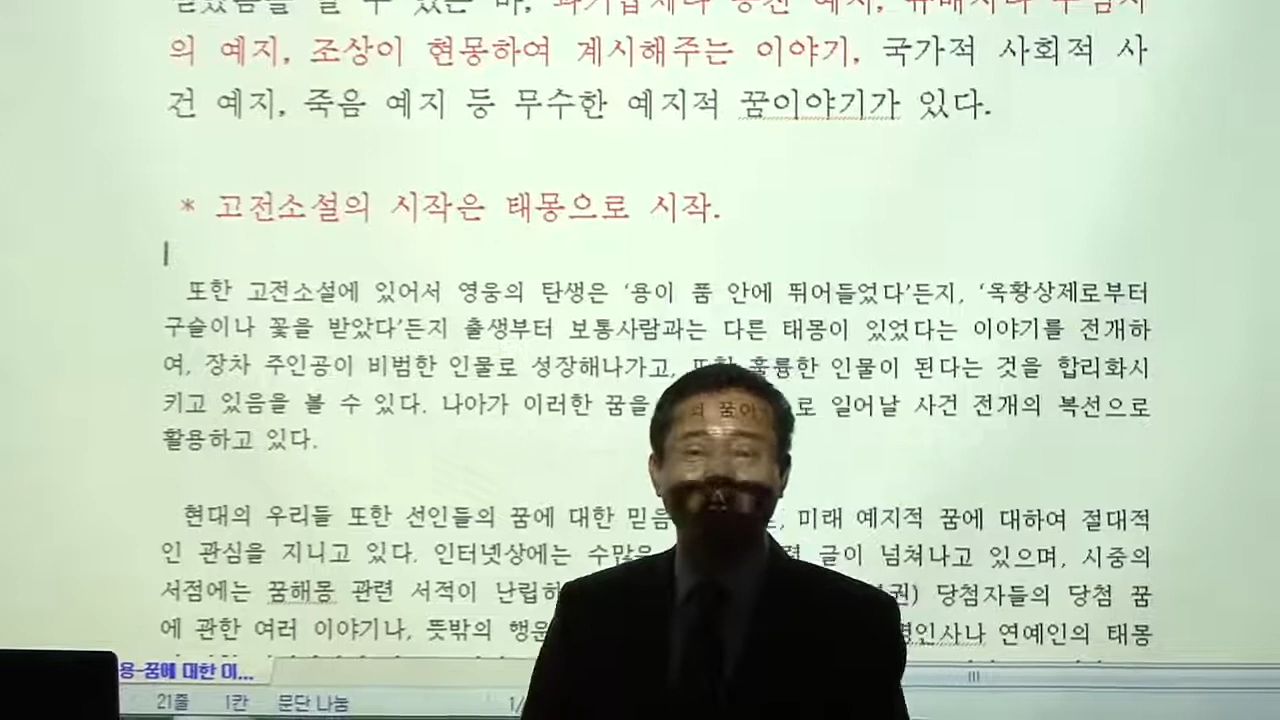 의 예지, 조상이 현몽하여 계시해주는 이야기, 국가적 사회적 사
건 예지, 죽음 예지 등 무수한 예지적 꿈이야기가 있다.
* 고전소설의 시작은 태몽으로 시작.
또한 고전소설에 있어서 영웅의 탄생은 ‘용이 품 안에 뛰어들었다’든지, ‘옥황상제로부터
구슬이나 꽃을 받았다’든지 출생부터 보통사람과는 다른 태몽이 있었다는 이야기를 전개하
여, 장차 주인공이 비범한 인물로 성장해나가고, 또한 훌륭한 인물이 된다는 것을 합리화시
키고 있음을 볼 수 있다. 나아가 이러한 꿈을 로 일어날 사건 전개의 복선으로
활용하고 있다.
현대의 우리들 또한 선인들의 꿈에 대한 믿음 미래 예지적 꿈에 대하여 절대적
인 관심을 지니고 있다. 인터넷상에는 수많은 글이 넘쳐나고 있으며, 시중의
서점에는 꿈해몽 관련 서적이 난립하 당첨자들의 당첨 꿈
에 관한 여러 이야기나, 뜻밖의 행운 연예인의 태몽
용-꿈에 대한 이...
21줄 1칸 문단 나눔 1/